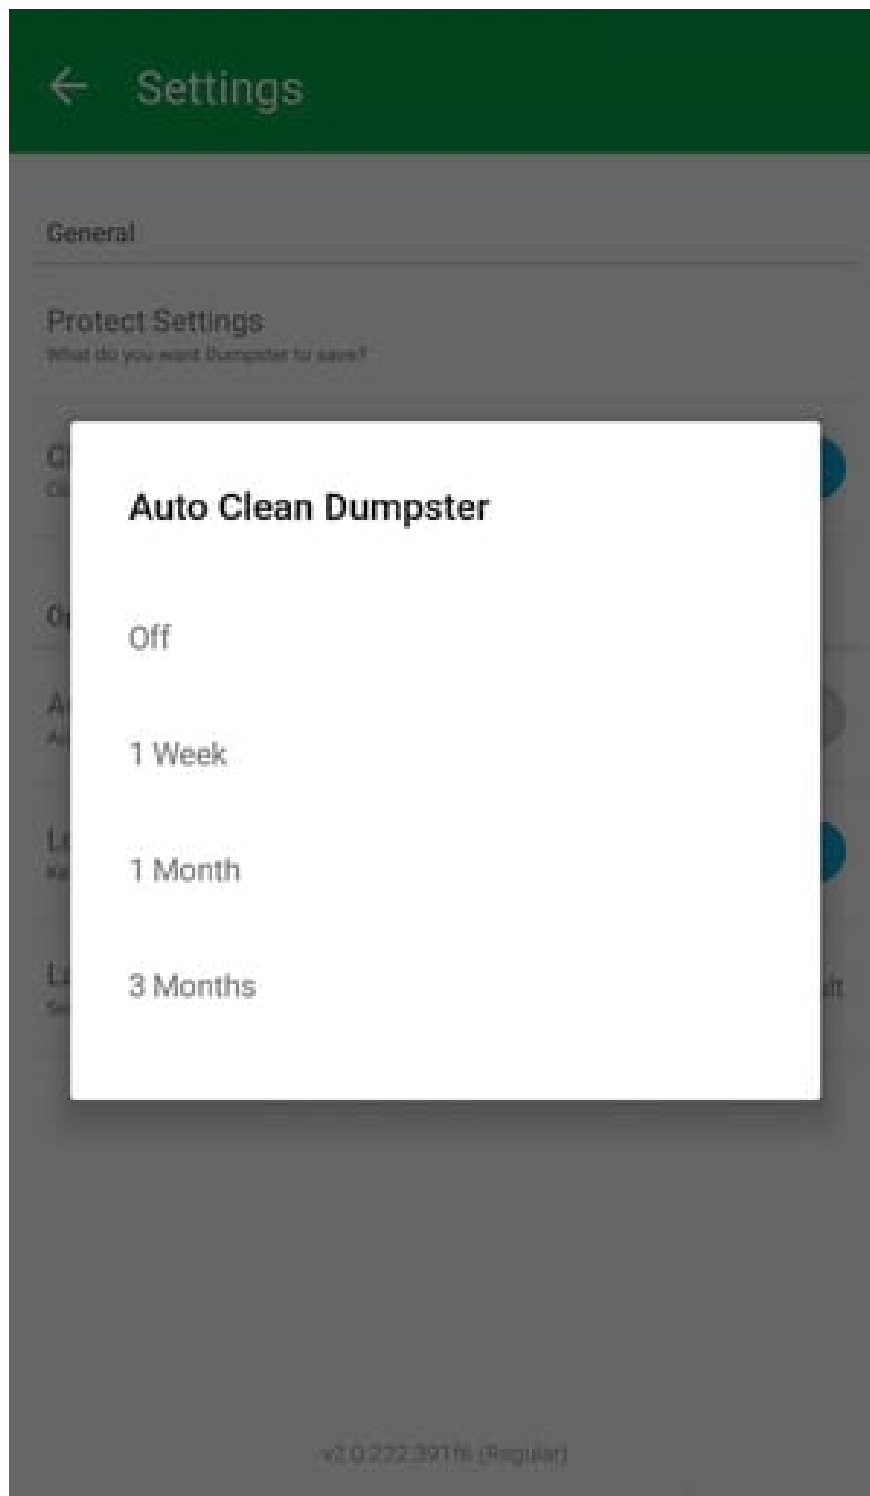 Settings
General
Protect Settings
What do you want Dumpster to save?
Auto Clean Dumpster
Off
1 Week
1 Month
3 Months
v2.0.222.391f6 (Regular)